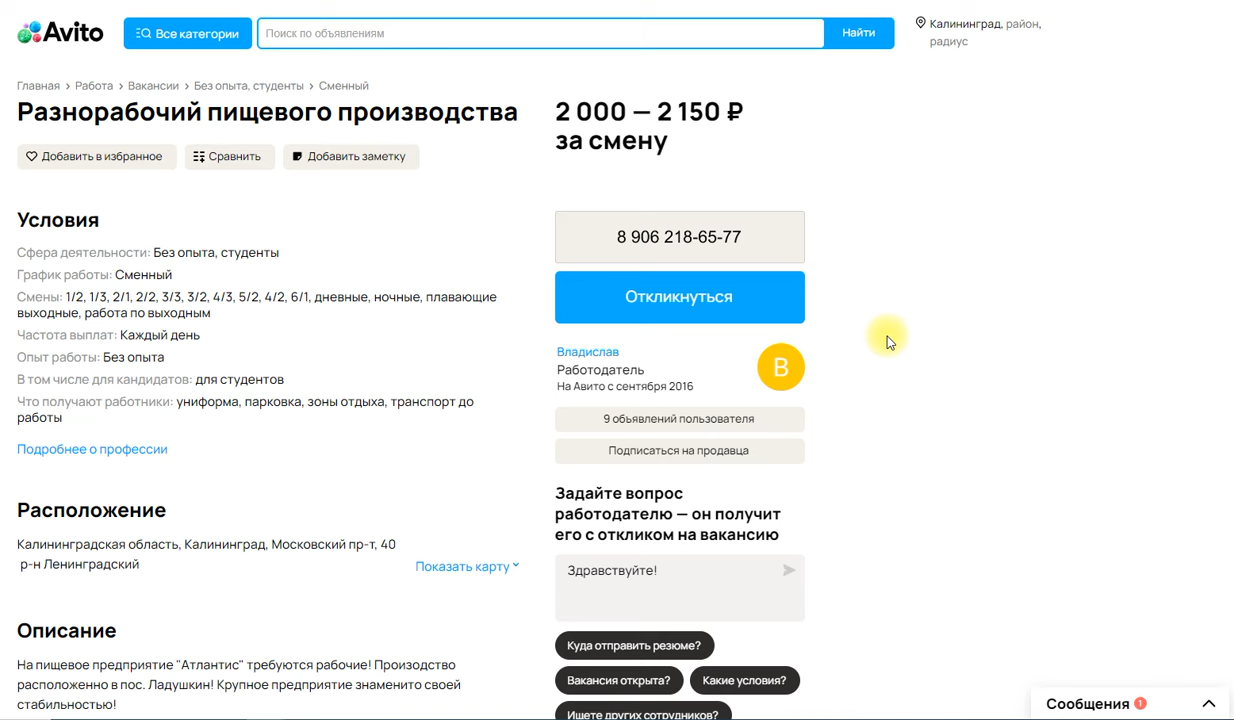 Avito
Все категории
Поиск по объявлениям
Найти
Калининград, район,
радиус
Главная > Работа > Вакансии > Без опыта, студенты > Сменный
Разнорабочий пищевого производства
Добавить в избранное
Сравнить
Добавить заметку
Условия
Сфера деятельности: Без опыта, студенты
График работы: Сменный
Смены: 1/2, 1/3, 2/1, 2/2, 3/3, 3/2, 4/3, 5/2, 4/2, 6/1, дневные, ночные, плавающие
выходные, работа по выходным
Частота выплат: Каждый день
Опыт работы: Без опыта
В том числе для кандидатов: для студентов
Что получают работники: униформа, парковка, зоны отдыха, транспорт до
работы
Подробнее о профессии
Расположение
Калининградская область, Калининград, Московский пр-т, 40
р-н Ленинградский
Показать карту
Описание
На пищевое предприятие "Атлантис" требуются рабочие! Произодство
расположенно в пос. Ладушкин! Крупное предприятие знаменито своей
стабильностью!
2 000 — 2 150 ₽
за смену
8 906 218-65-77
Откликнуться
Владислав
Работодатель
На Авито с сентября 2016
В
9 объявлений пользователя
Подписаться на продавца
Задайте вопрос
работодателю — он получит
его с откликом на вакансию
Здравствуйте!
Куда отправить резюме?
Вакансия открыта?
Какие условия?
Ищете других сотрудников?
Сообщения 1